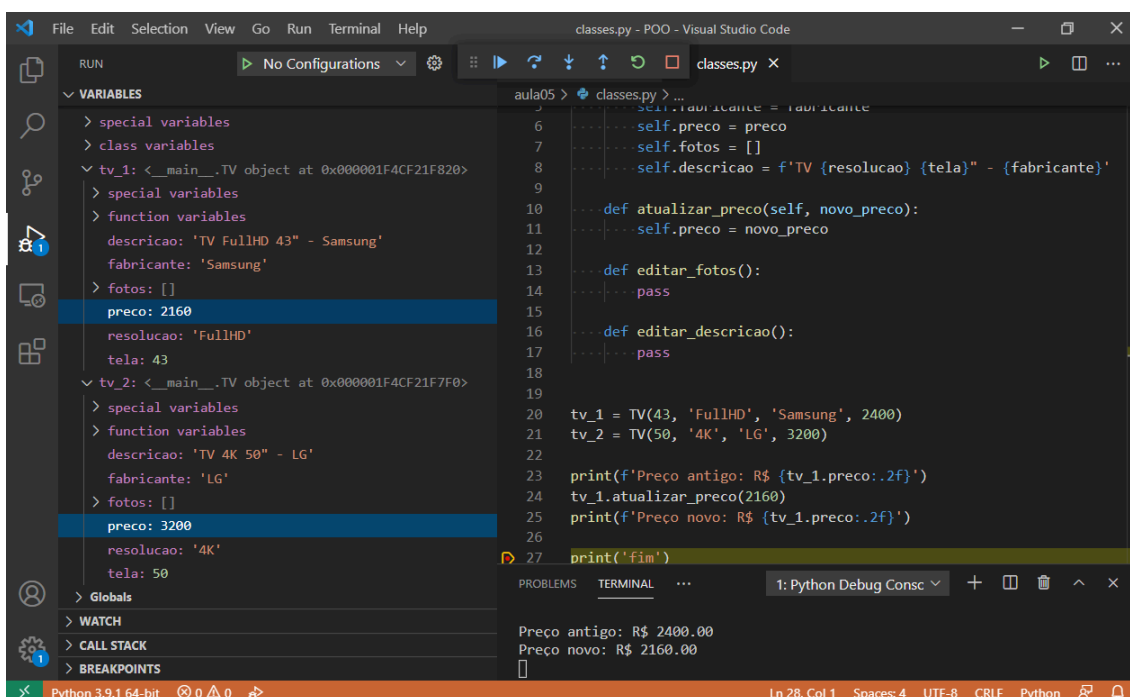 File Edit Selection View Go Run Terminal Help classes.py - POO - Visual Studio Code
RUN No Configurations
VARIABLES
special variables
class variables
tv_1: <__main__.TV object at 0x000001F4CF21F820>
special variables
function variables
descricao: 'TV FullHD 43" - Samsung'
fabricante: 'Samsung'
fotos: []
preco: 2160
resolucao: 'FullHD'
tela: 43
tv_2: <__main__.TV object at 0x000001F4CF21F7F0>
special variables
function variables
descricao: 'TV 4K 50" - LG'
fabricante: 'LG'
fotos: []
preco: 3200
resolucao: '4K'
tela: 50
Globals
WATCH
CALL STACK
BREAKPOINTS
1
1
classes.py
aula05 > classes.py > ...
5 self.fabricante = fabricante
6 self.preco = preco
7 self.fotos = []
8 self.descricao = f'TV {resolucao} {tela}" - {fabricante}'
9
10 def atualizar_preco(self, novo_preco):
11 self.preco = novo_preco
12
13 def editar_fotos():
14 pass
15
16 def editar_descricao():
17 pass
18
19
20 tv_1 = TV(43, 'FullHD', 'Samsung', 2400)
21 tv_2 = TV(50, '4K', 'LG', 3200)
22
23 print(f'Preço antigo: R$ {tv_1.preco:.2f}')
24 tv_1.atualizar_preco(2160)
25 print(f'Preço novo: R$ {tv_1.preco:.2f}')
26
27 print('fim')
PROBLEMS TERMINAL ... 1: Python Debug Consc
Preço antigo: R$ 2400.00
Preço novo: R$ 2160.00
Python 3.9.1 64-bit 0 0 Ln 28, Col 1 Spaces: 4 UTF-8 CRLF Python